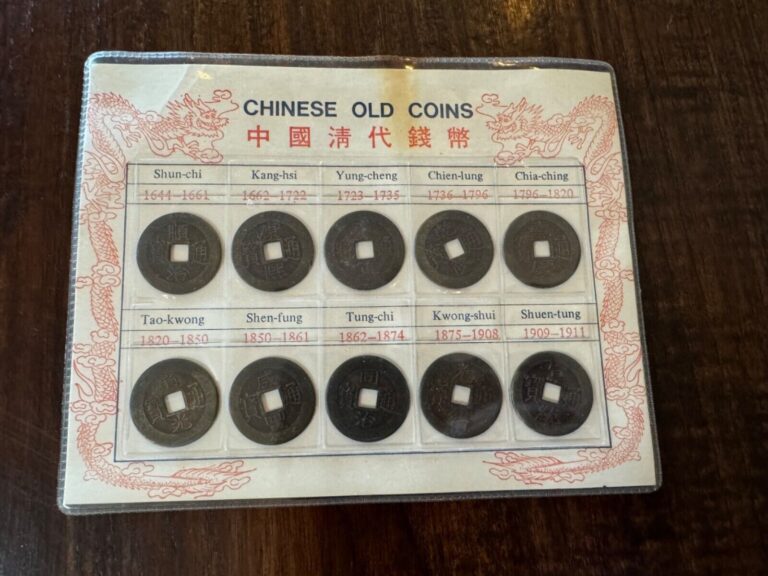 CHINESE OLD COINS
中國淸代錢幣
Shun-chi Kang-hsi Yung-cheng Chien-lung Chia-ching
1644—1661 1662—1722 1723—1735 1736—1796 1796—1820
Tao-kwong Shen-fung Tung-chi Kwong-shui Shuen-tung
1820—1850 1850—1861 1862—1874 1875—1908 1909—1911